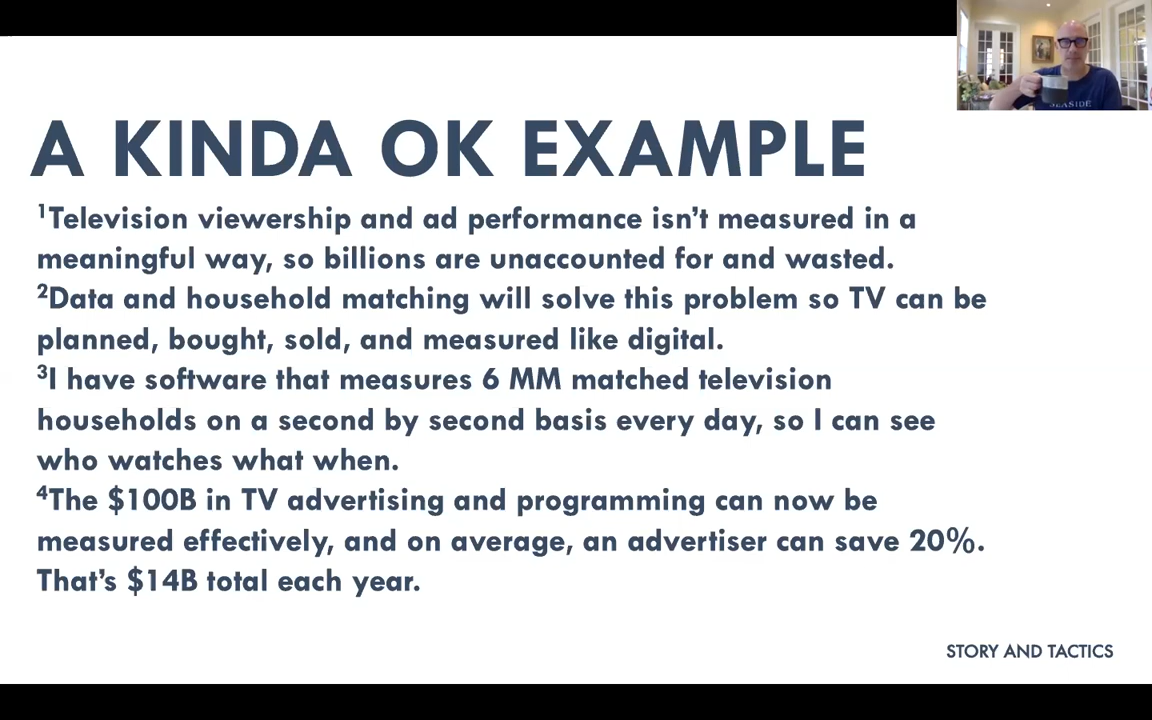 A KINDA OK EXAMPLE
¹Television viewership and ad performance isn't measured in a
meaningful way, so billions are unaccounted for and wasted.
²Data and household matching will solve this problem so TV can be
planned, bought, sold, and measured like digital.
³I have software that measures 6 MM matched television
households on a second by second basis every day, so I can see
who watches what when.
⁴The $100B in TV advertising and programming can now be
measured effectively, and on average, an advertiser can save 20%.
That's $14B total each year.
STORY AND TACTICS
SEASIDE